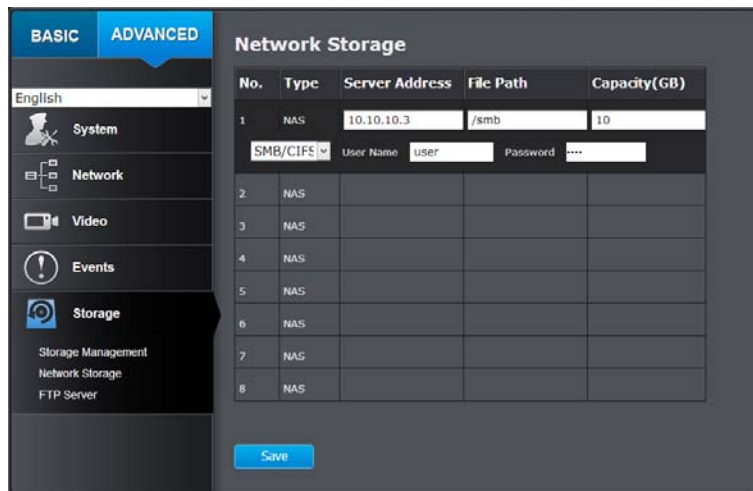 BASIC ADVANCED
English
System
Network
Video
Events
Storage
Storage Management
Network Storage
FTP Server
Network Storage
No. Type Server Address File Path Capacity(GB)
1 NAS 10.10.10.3 /smb 10
SMB/CIFS User Name user Password ----
2 NAS
3 NAS
4 NAS
5 NAS
6 NAS
7 NAS
8 NAS
Save